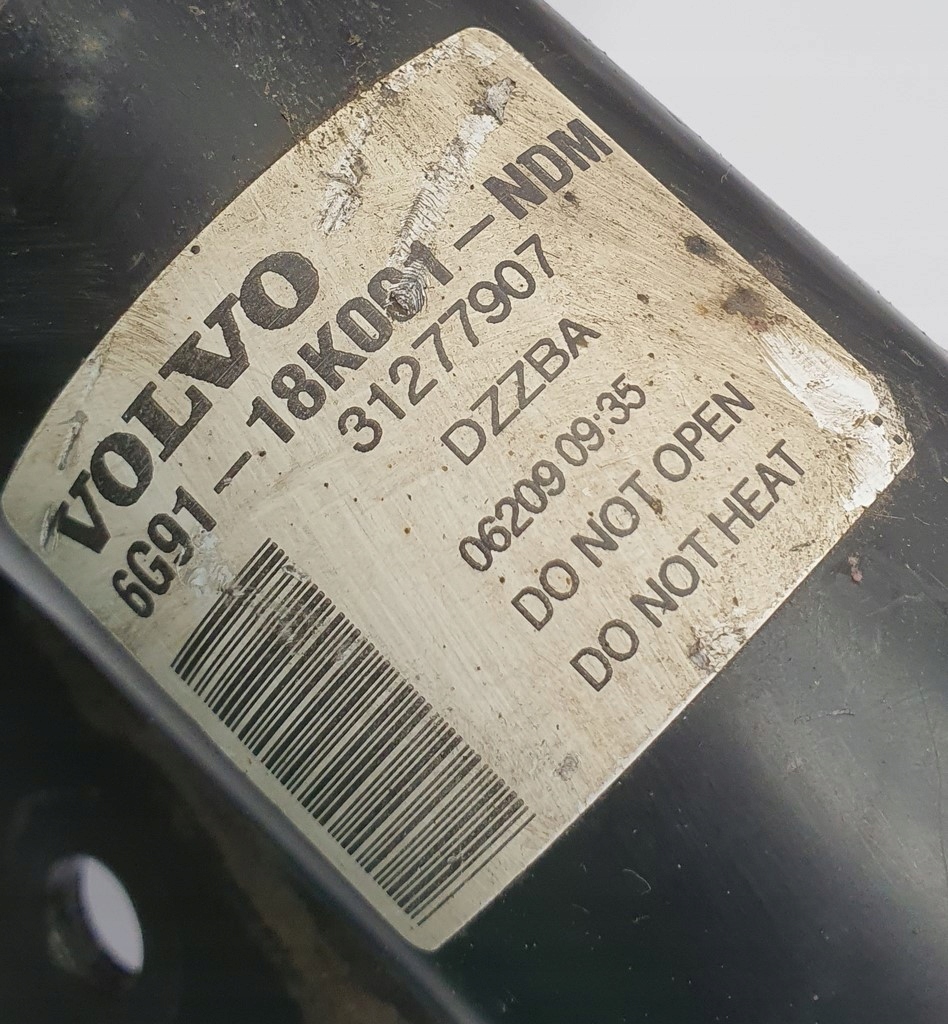 VOLVO
6G91-18K001-NDM
31277907
DZZBA
06209 09:35
DO NOT OPEN
DO NOT HEAT